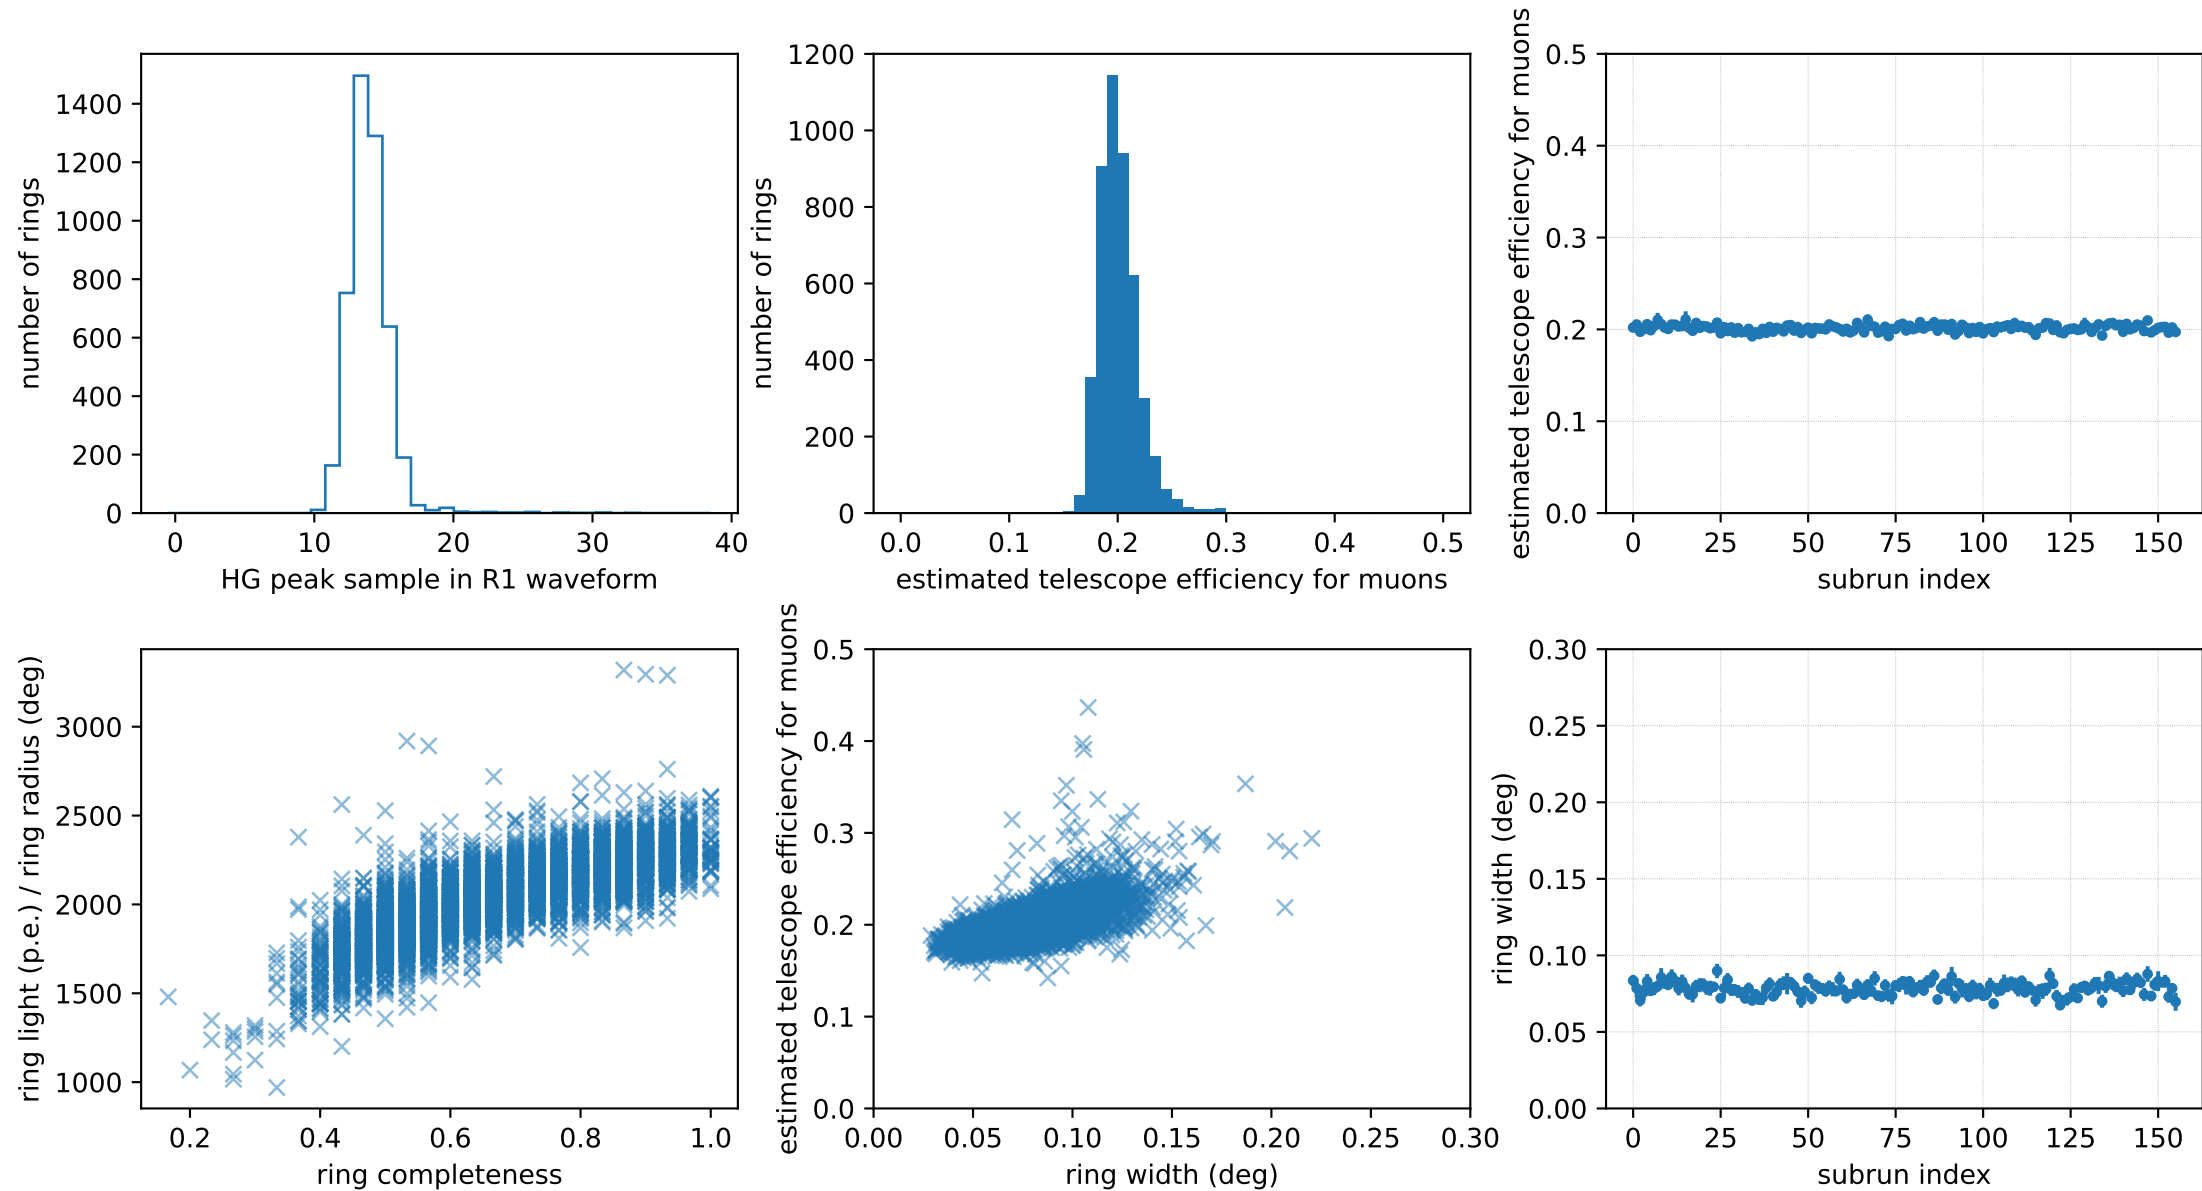 number of rings
1400
1200
1000
800
600
400
200
0
0 10 20 30 40
HG peak sample in R1 waveform
number of rings
1200
1000
800
600
400
200
0
0.0 0.1 0.2 0.3 0.4 0.5
estimated telescope efficiency for muons
estimated telescope efficiency for muons
0.5
0.4
0.3
0.2
0.1
0.0
0 25 50 75 100 125 150
subrun index
ring light (p.e.) / ring radius (deg)
3000
2500
2000
1500
1000
0.2 0.4 0.6 0.8 1.0
ring completeness
estimated telescope efficiency for muons
0.5
0.4
0.3
0.2
0.1
0.0
0.00 0.05 0.10 0.15 0.20 0.25 0.30
ring width (deg)
ring width (deg)
0.30
0.25
0.20
0.15
0.10
0.05
0.00
0 25 50 75 100 125 150
subrun index